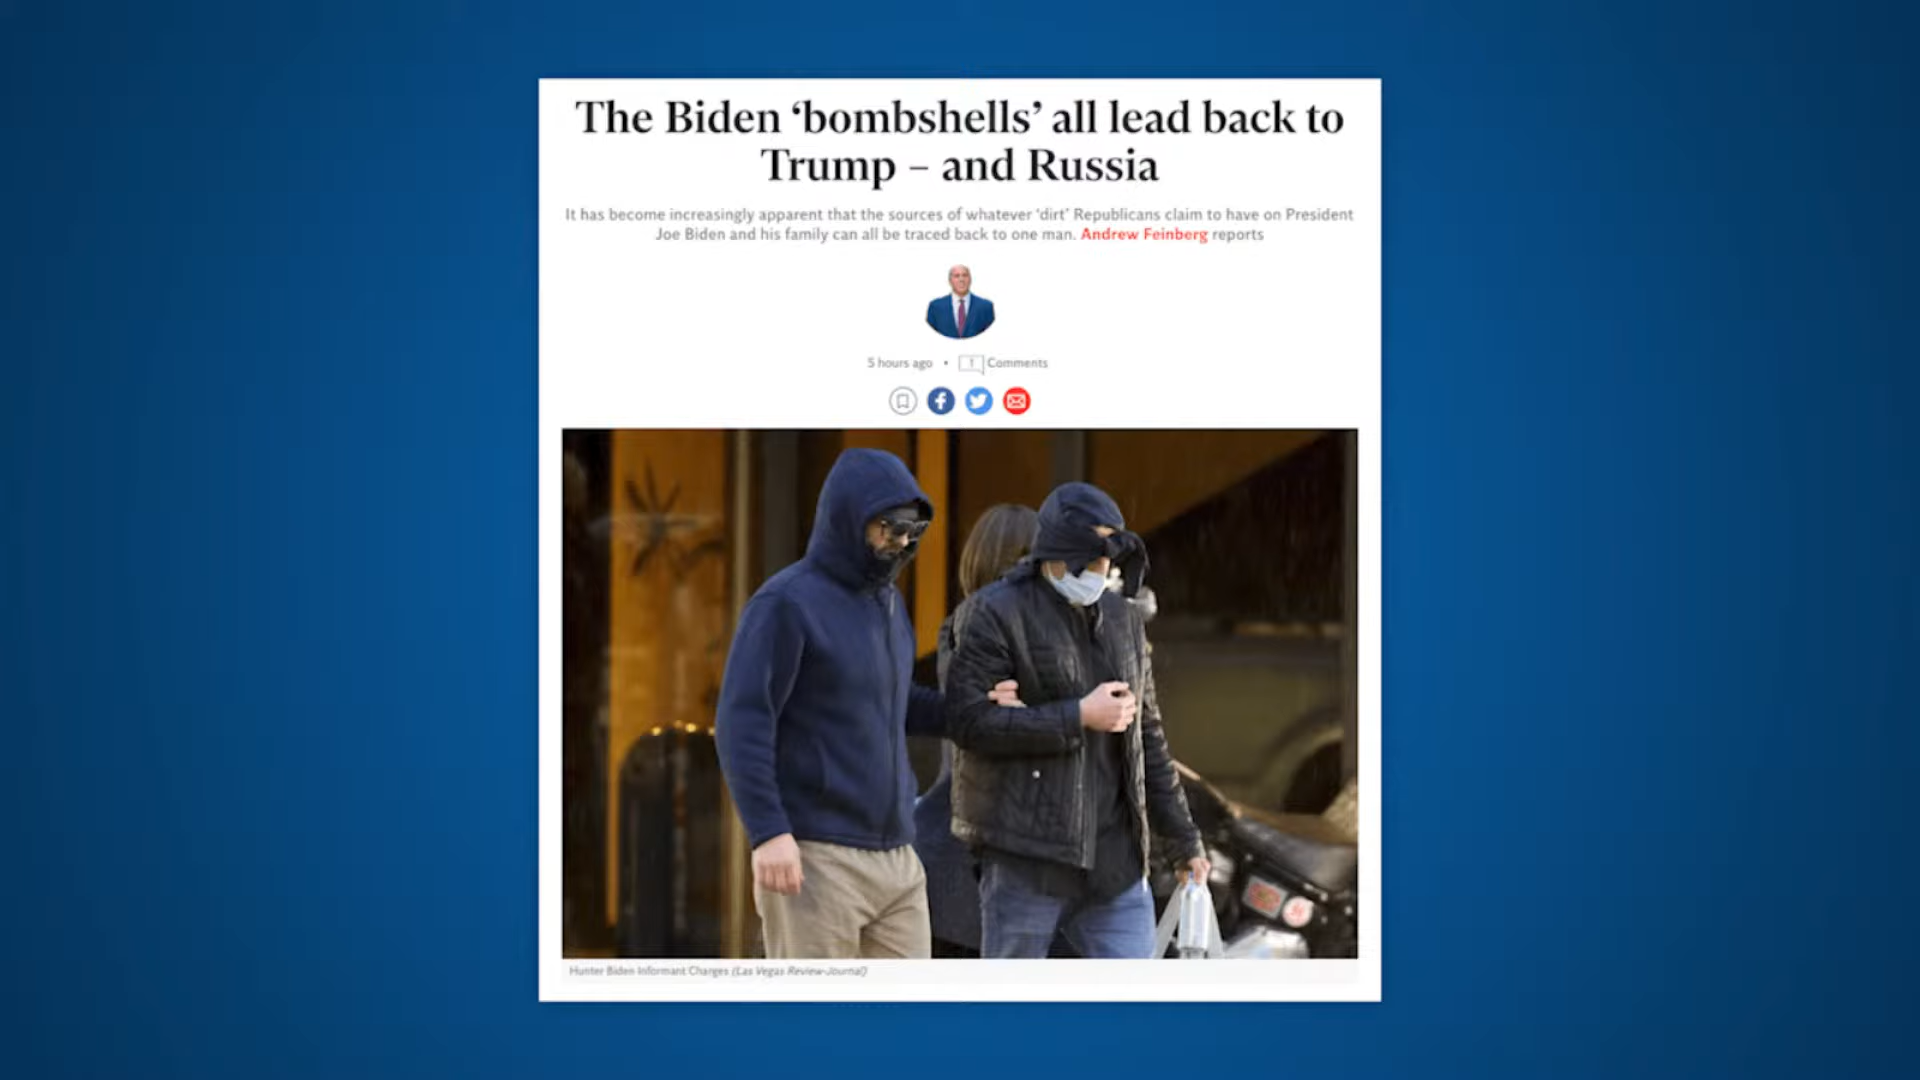 The Biden ‘bombshells’ all lead back to
Trump – and Russia
It has become increasingly apparent that the sources of whatever ‘dirt’ Republicans claim to have on President
Joe Biden and his family can all be traced back to one man. Andrew Feinberg reports
5 hours ago • 1 Comments
Hunter Biden Informant Charges (Las Vegas Review-Journal)